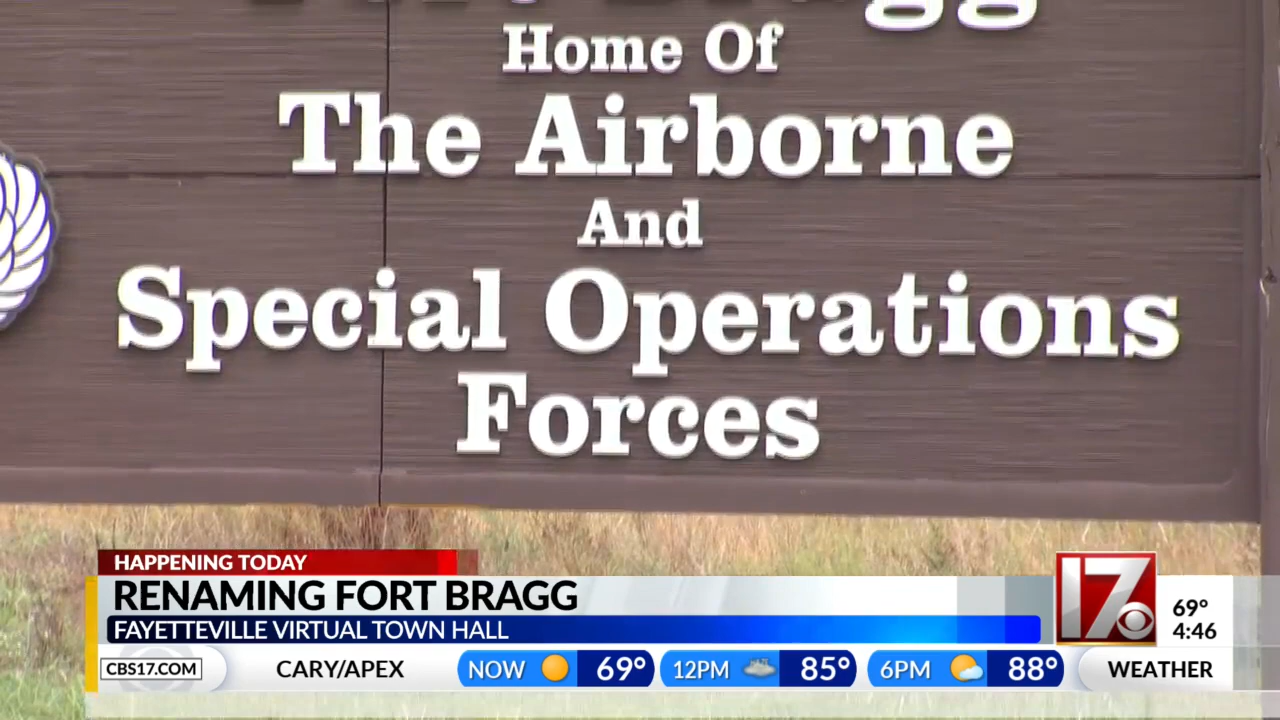 Home Of
The Airborne
And
Special Operations
Forces
HAPPENING TODAY
RENAMING FORT BRAGG
FAYETTEVILLE VIRTUAL TOWN HALL
17
69°
4:46
CBS17.COM CARY/APEX NOW 69° 12PM 85° 6PM 88° WEATHER